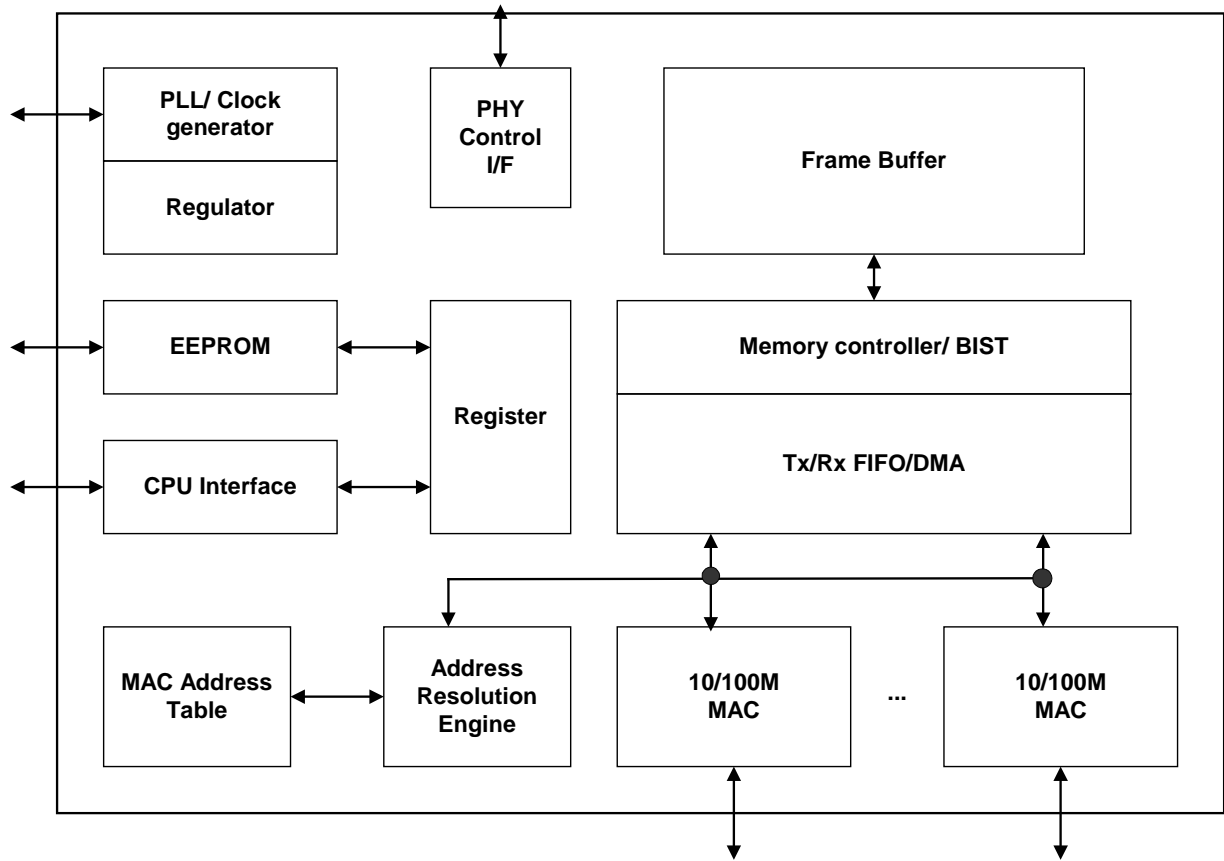 PLL/ Clock
generator
Regulator
PHY
Control
I/F
Frame Buffer
EEPROM
Register
Memory controller/ BIST
Tx/Rx FIFO/DMA
CPU Interface
MAC Address
Table
Address
Resolution
Engine
10/100M
MAC
...
10/100M
MAC